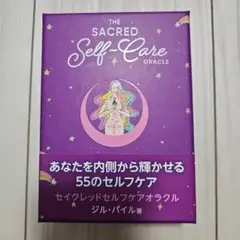 THE
SACRED
Self-Care
ORACLE
あなたを内側から輝かせる
55のセルフケア
セイクレッドセルフケアオラクル
ジル・パイル 著